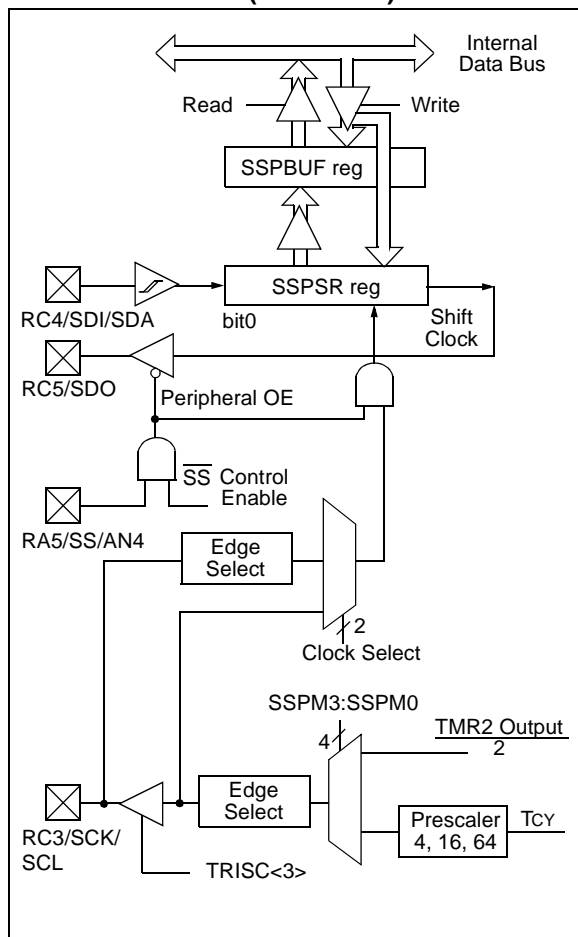 Internal
Data Bus
Read
Write
SSPBUF reg
SSPSR reg
RC4/SDI/SDA
bit0
Shift
Clock
RC5/SDO
Peripheral OE
SS Control
Enable
RA5/SS/AN4
Edge
Select
2
Clock Select
SSPM3:SSPM0
TMR2 Output
2
4
Edge
Select
Prescaler
4, 16, 64
TCY
RC3/SCK/
SCL
TRISC<3>